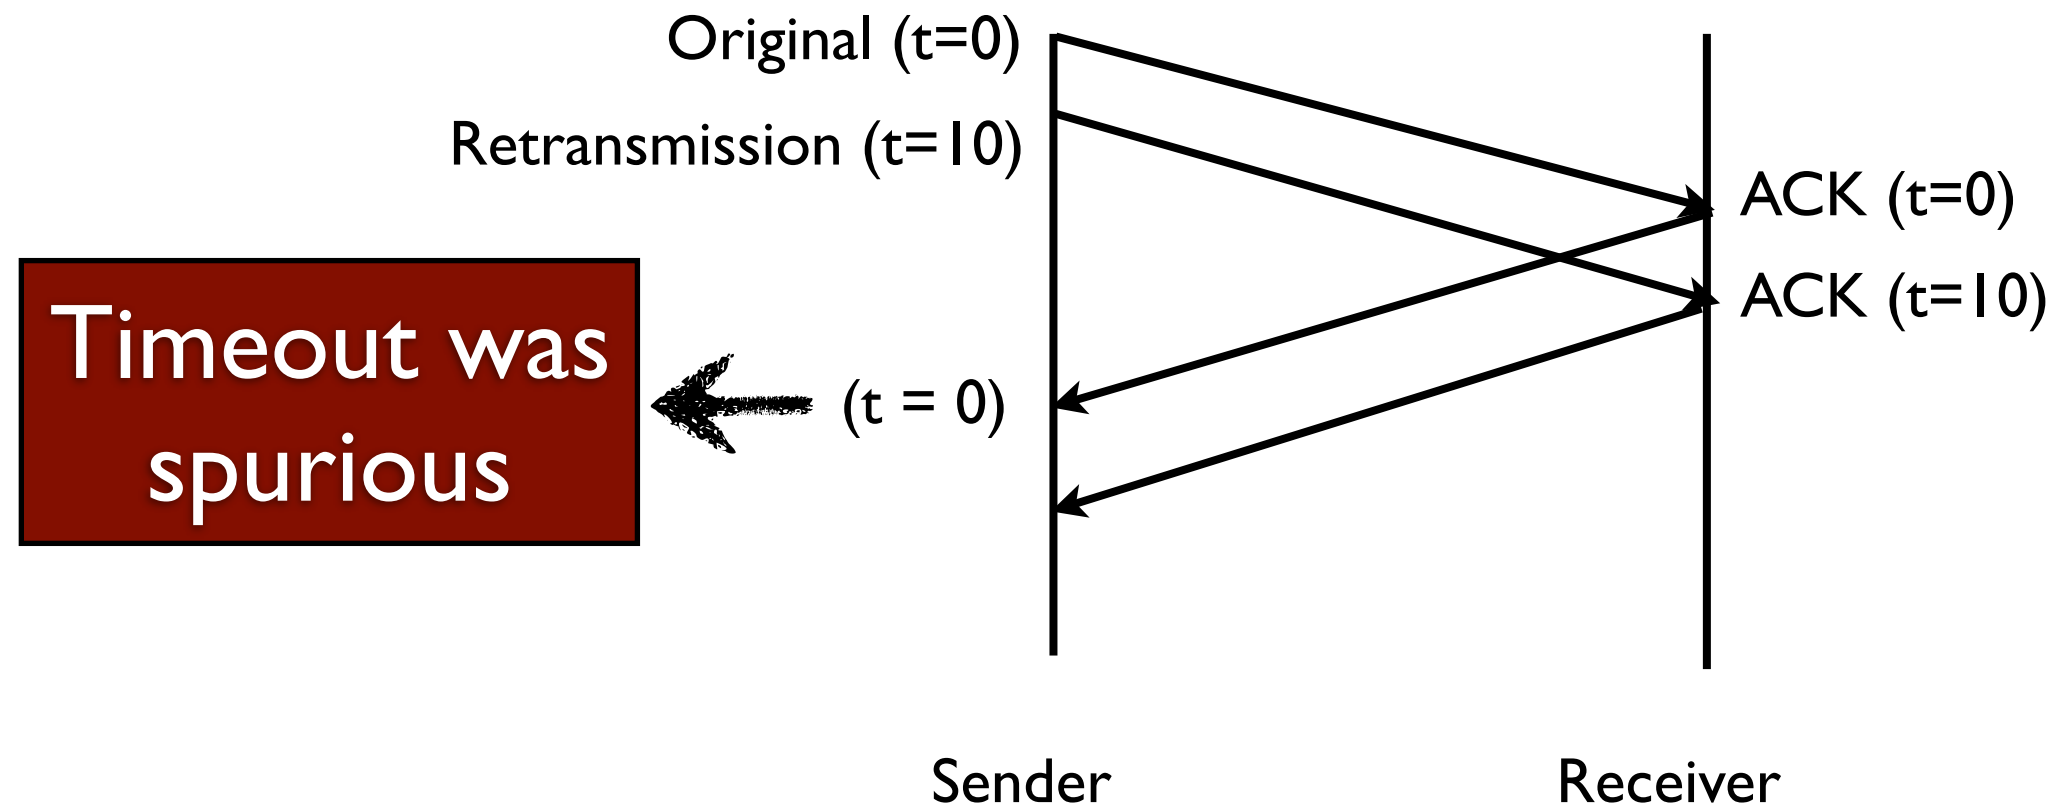 Original (t=0)
Retransmission (t=10)
ACK (t=0)
ACK (t=10)
Timeout was
spurious
(t = 0)
Sender
Receiver